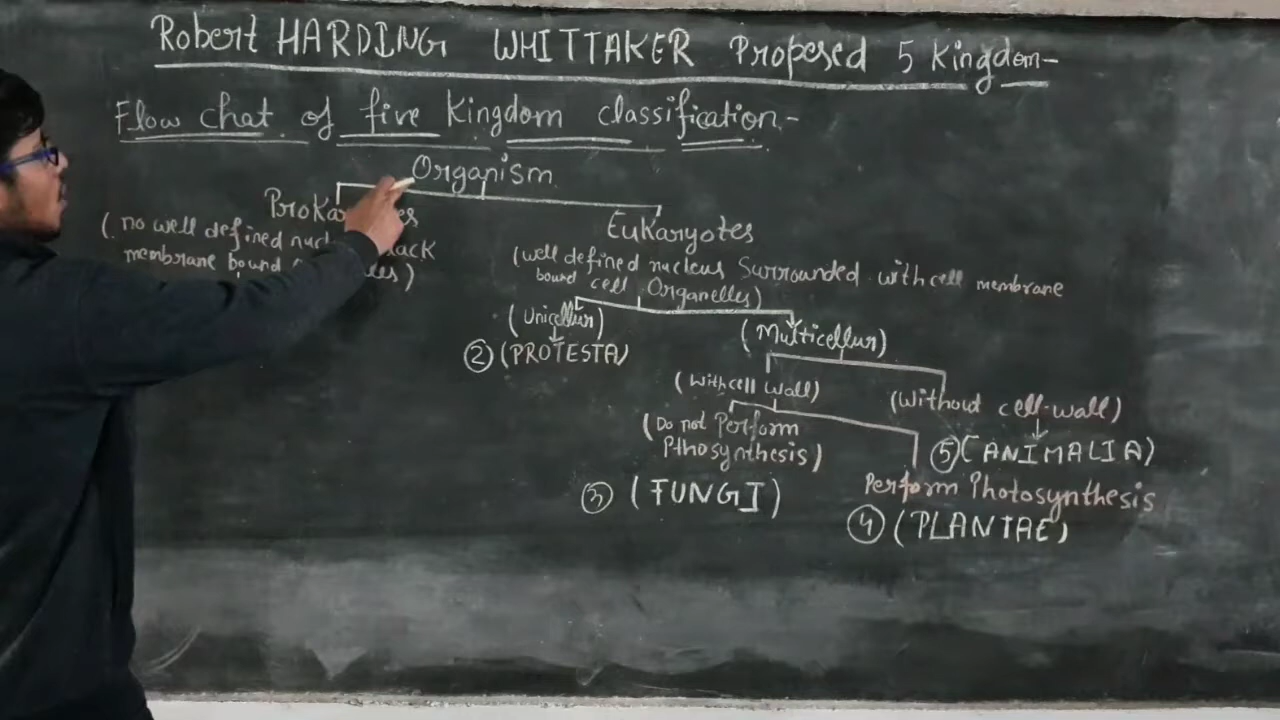 Robert HARDING WHITTAKER Proposed 5 Kingdom-
Flow chat of five Kingdom classification.-
Organism
Eukaryotes
(. no well defined
membrane bound
(well defined nucleus Surrounded with cell membrane
bound cell Organelles)
(Unicellur)
(Multicellur)
② (PROTESTA)
(With cell Wall)
(Without cell-wall)
(Do not Perform
Pthosynthesis)
⑤ (ANIMALIA)
Perform Photosynthesis
③ (FUNGI)
④ (PLANTAE)